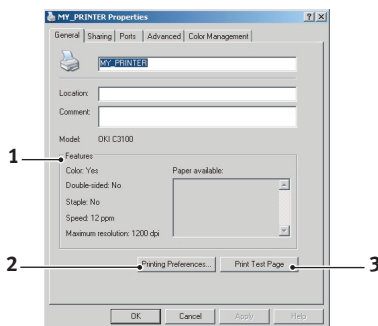 MY_PRINTER Properties
? X
General Sharing Ports Advanced Color Management
MY_PRINTER
Location:
Comment:
Model: OKI C3100
1
Features
Color: Yes Paper available:
Double-sided: No
Staple: No
Speed: 12 ppm
Maximum resolution: 1200 dpi
2 Printing Preferences... Print Test Page 3
OK Cancel Apply Help